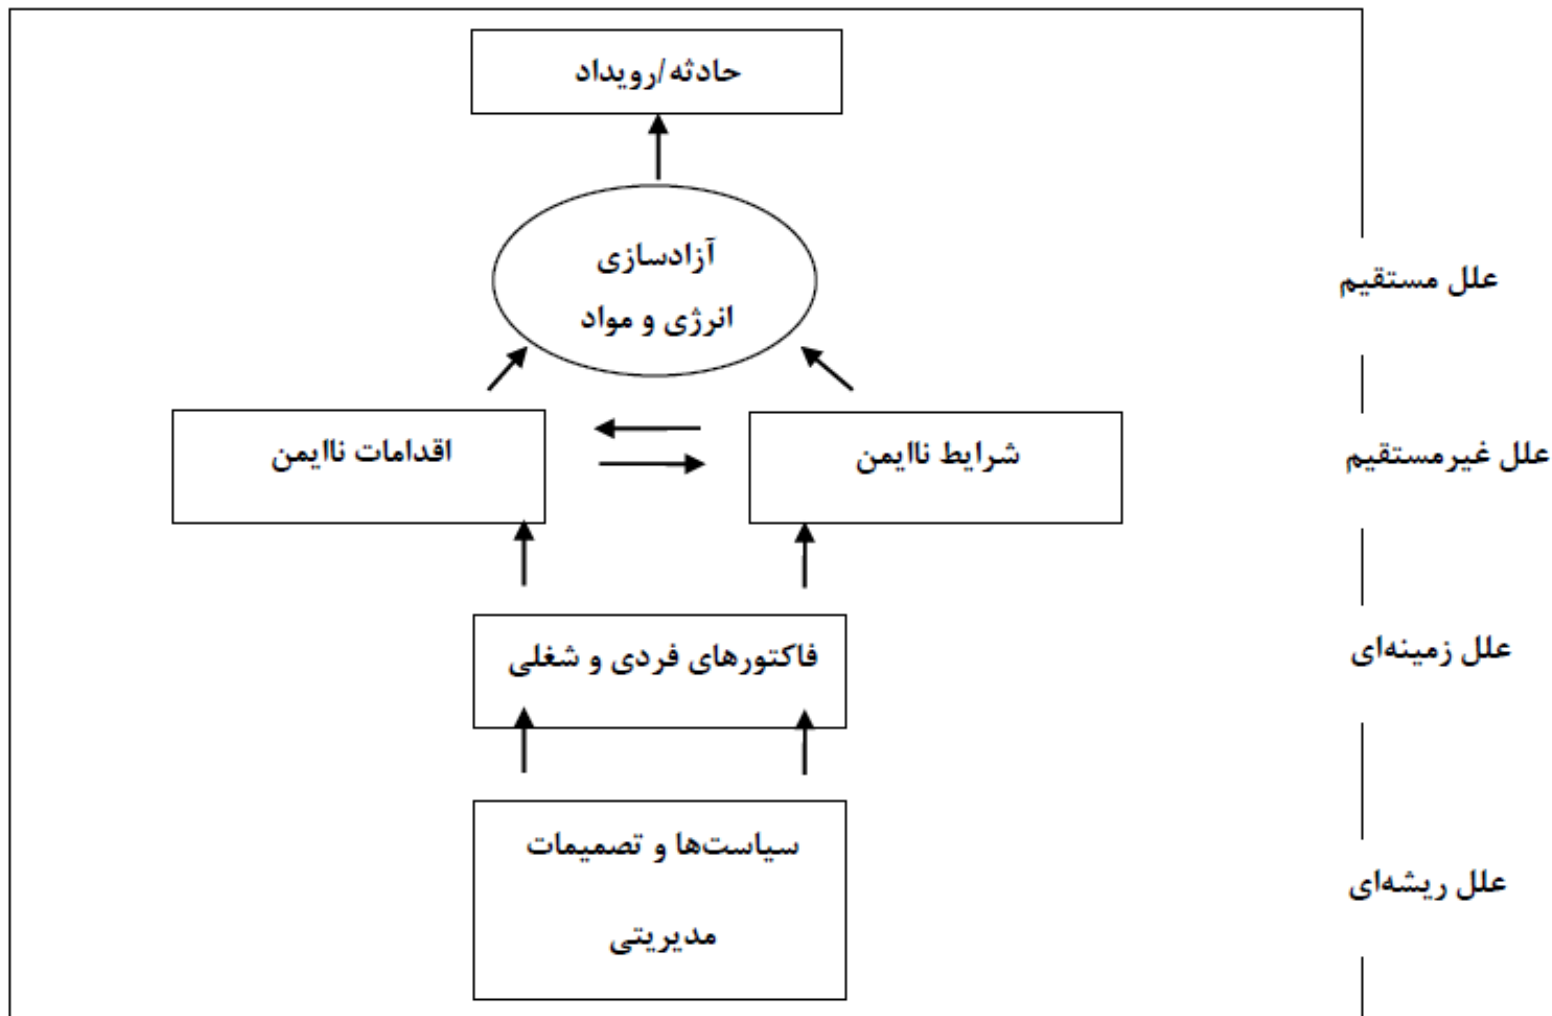 حادثه/رویداد
آزادسازی
انرژی و مواد
علل مستقیم
شرایط ناایمن
اقدامات ناایمن
علل غیرمستقیم
فاکتورهای فردی و شغلی
علل زمینه‌ای
سیاست‌ها و تصمیمات
مدیریتی
علل ریشه‌ای